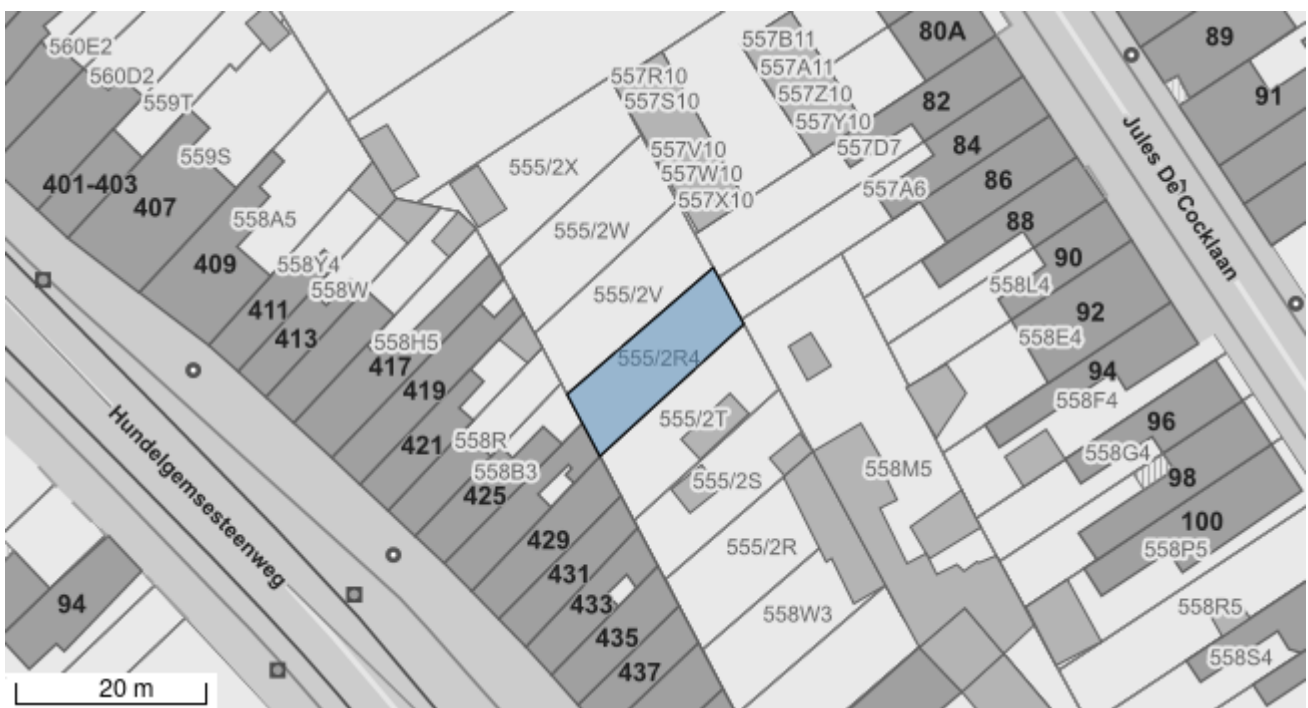 560E2
560D2
559T
559S
401-403
407
558A5
409
558Y4
558W
411
413
558H5
417
419
421
558R
558B3
425
429
431
433
435
437
Hundelgemsesteenweg
94
20 m
555/2X
555/2W
555/2V
555/2R4
555/2T
555/2S
555/2R
558W3
557R10
557S10
557V10
557W10
557X10
557B11
557A11
557Z10
557Y10
557D7
557A6
80A
82
84
86
88
90
558L4
92
558E4
94
558F4
96
558G4
98
100
558P5
558M5
558R5
558S4
89
91
Jules De Cocklaan